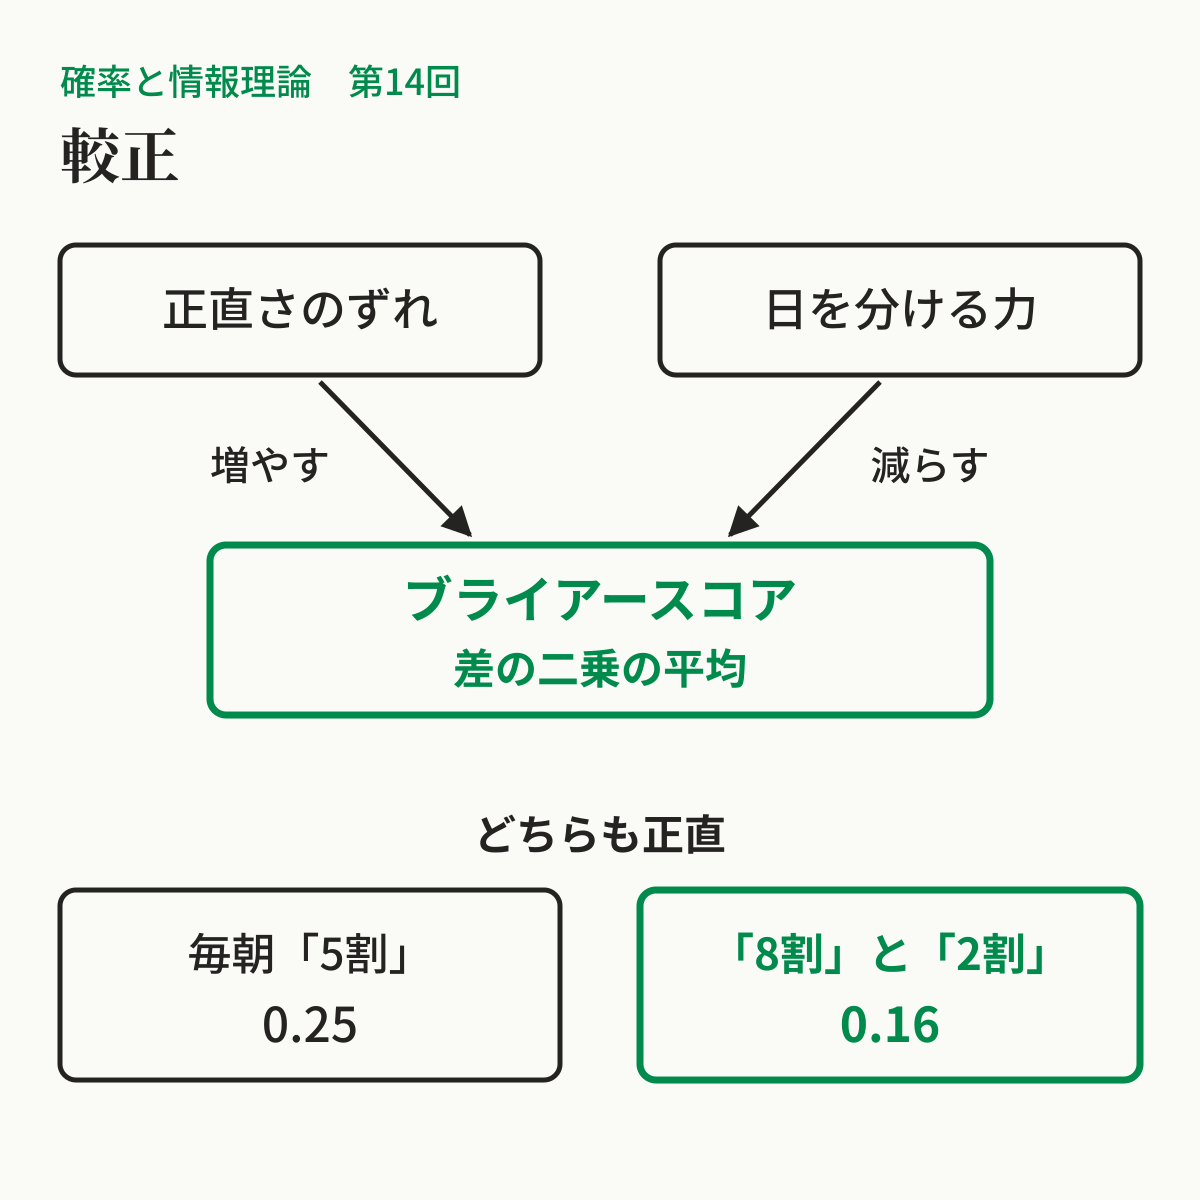 確率と情報理論　第14回
較正
正直さのずれ
日を分ける力
増やす
減らす
ブライアースコア
差の二乗の平均
どちらも正直
毎朝「5割」
0.25
「8割」と「2割」
0.16